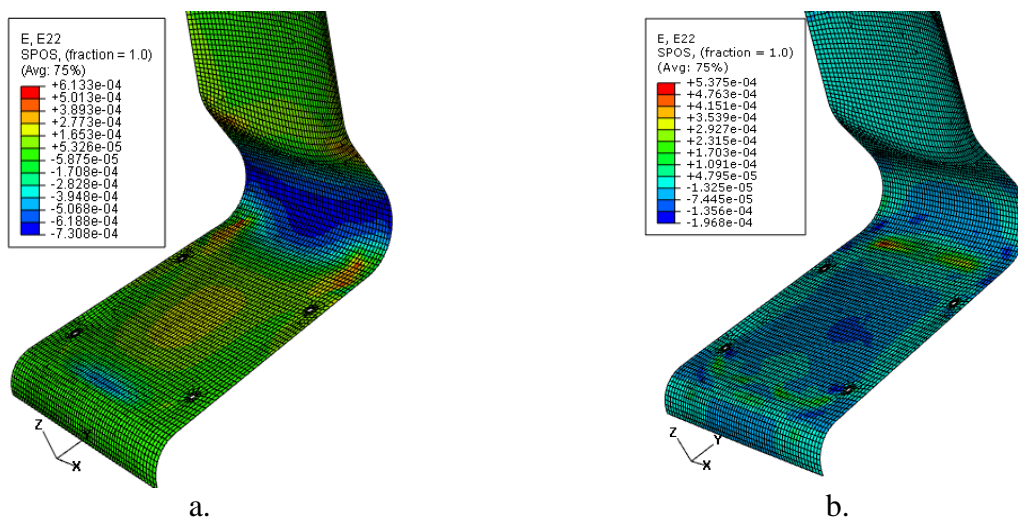 E, E22
SPOS, (fraction = 1.0)
(Avg: 75%)
+6.133e-04
+5.013e-04
+3.893e-04
+2.773e-04
+1.653e-04
+5.326e-05
-5.875e-05
-1.708e-04
-2.828e-04
-3.948e-04
-5.068e-04
-6.188e-04
-7.308e-04
Z
X
a.
E, E22
SPOS, (fraction = 1.0)
(Avg: 75%)
+5.375e-04
+4.763e-04
+4.151e-04
+3.539e-04
+2.927e-04
+2.315e-04
+1.703e-04
+1.091e-04
+4.795e-05
-1.325e-05
-7.445e-05
-1.356e-04
-1.968e-04
Z
Y
X
b.